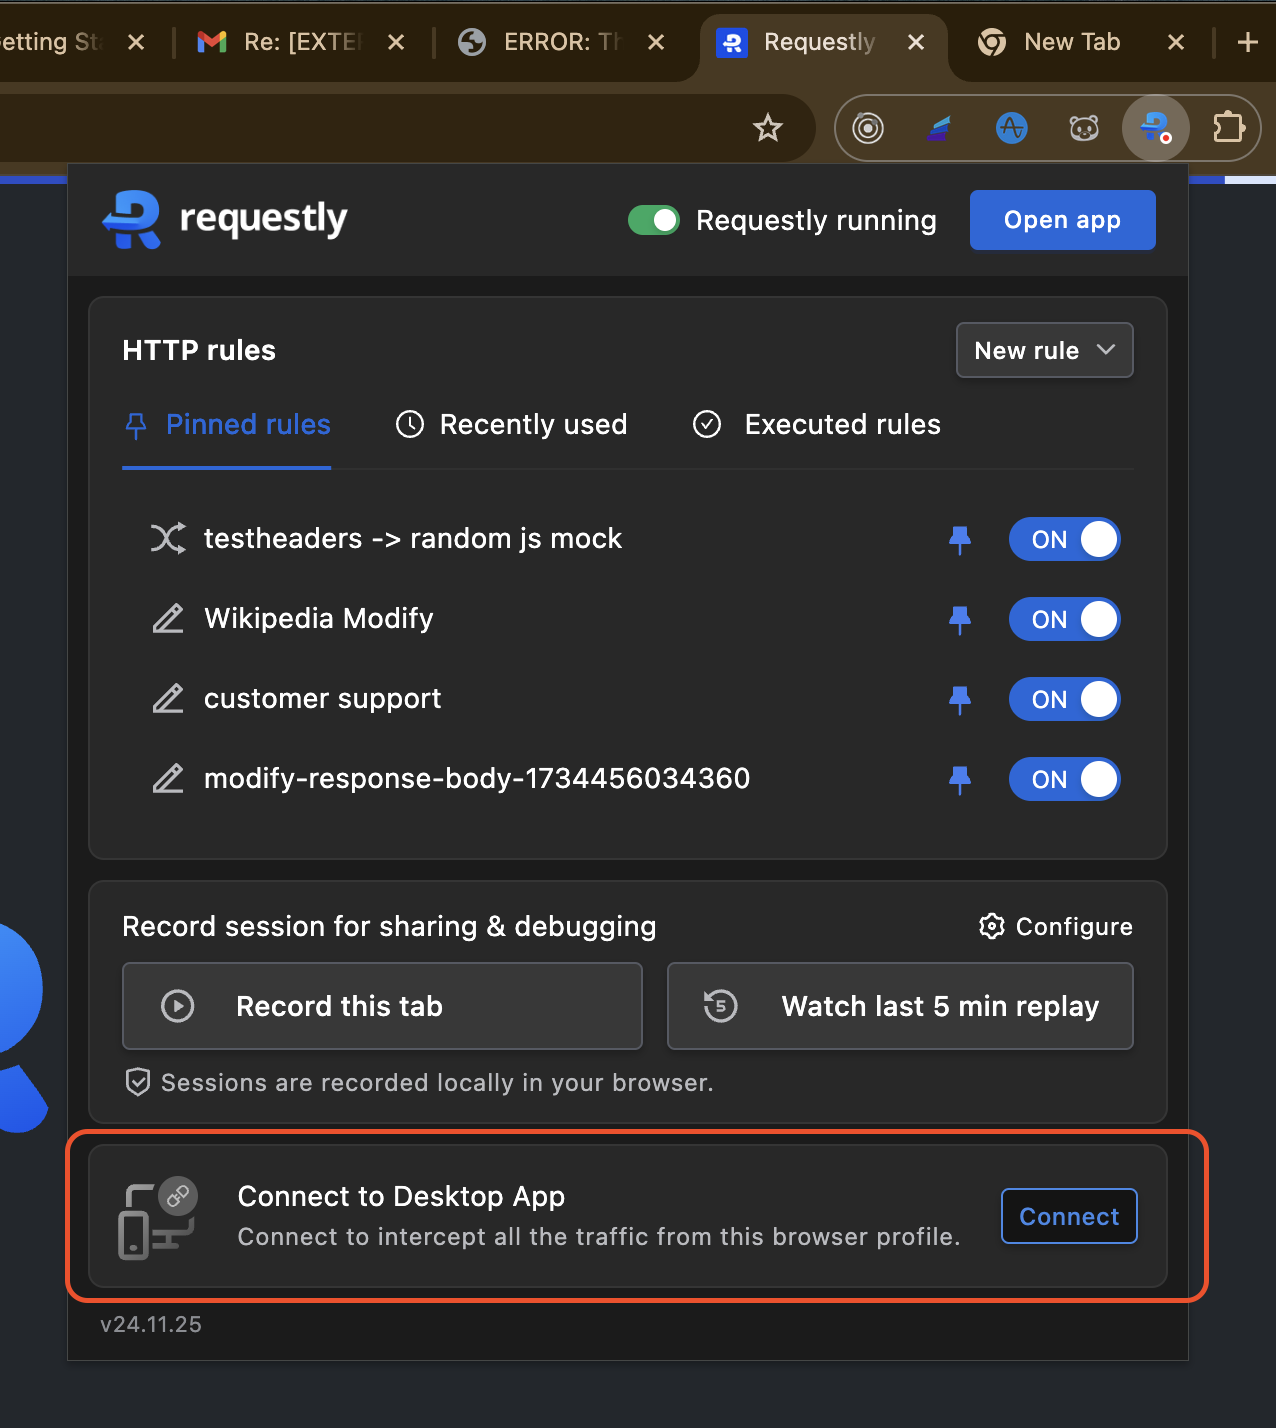 etting St
Re: [EXTE
ERROR: Th
Requestly
New Tab
requestly
Requestly running
Open app
HTTP rules
New rule
Pinned rules
Recently used
Executed rules
testheaders -> random js mock
ON
Wikipedia Modify
ON
customer support
ON
modify-response-body-1734456034360
ON
Record session for sharing & debugging
Configure
Record this tab
5
Watch last 5 min replay
Sessions are recorded locally in your browser.
Connect to Desktop App
Connect to intercept all the traffic from this browser profile.
Connect
v24.11.25